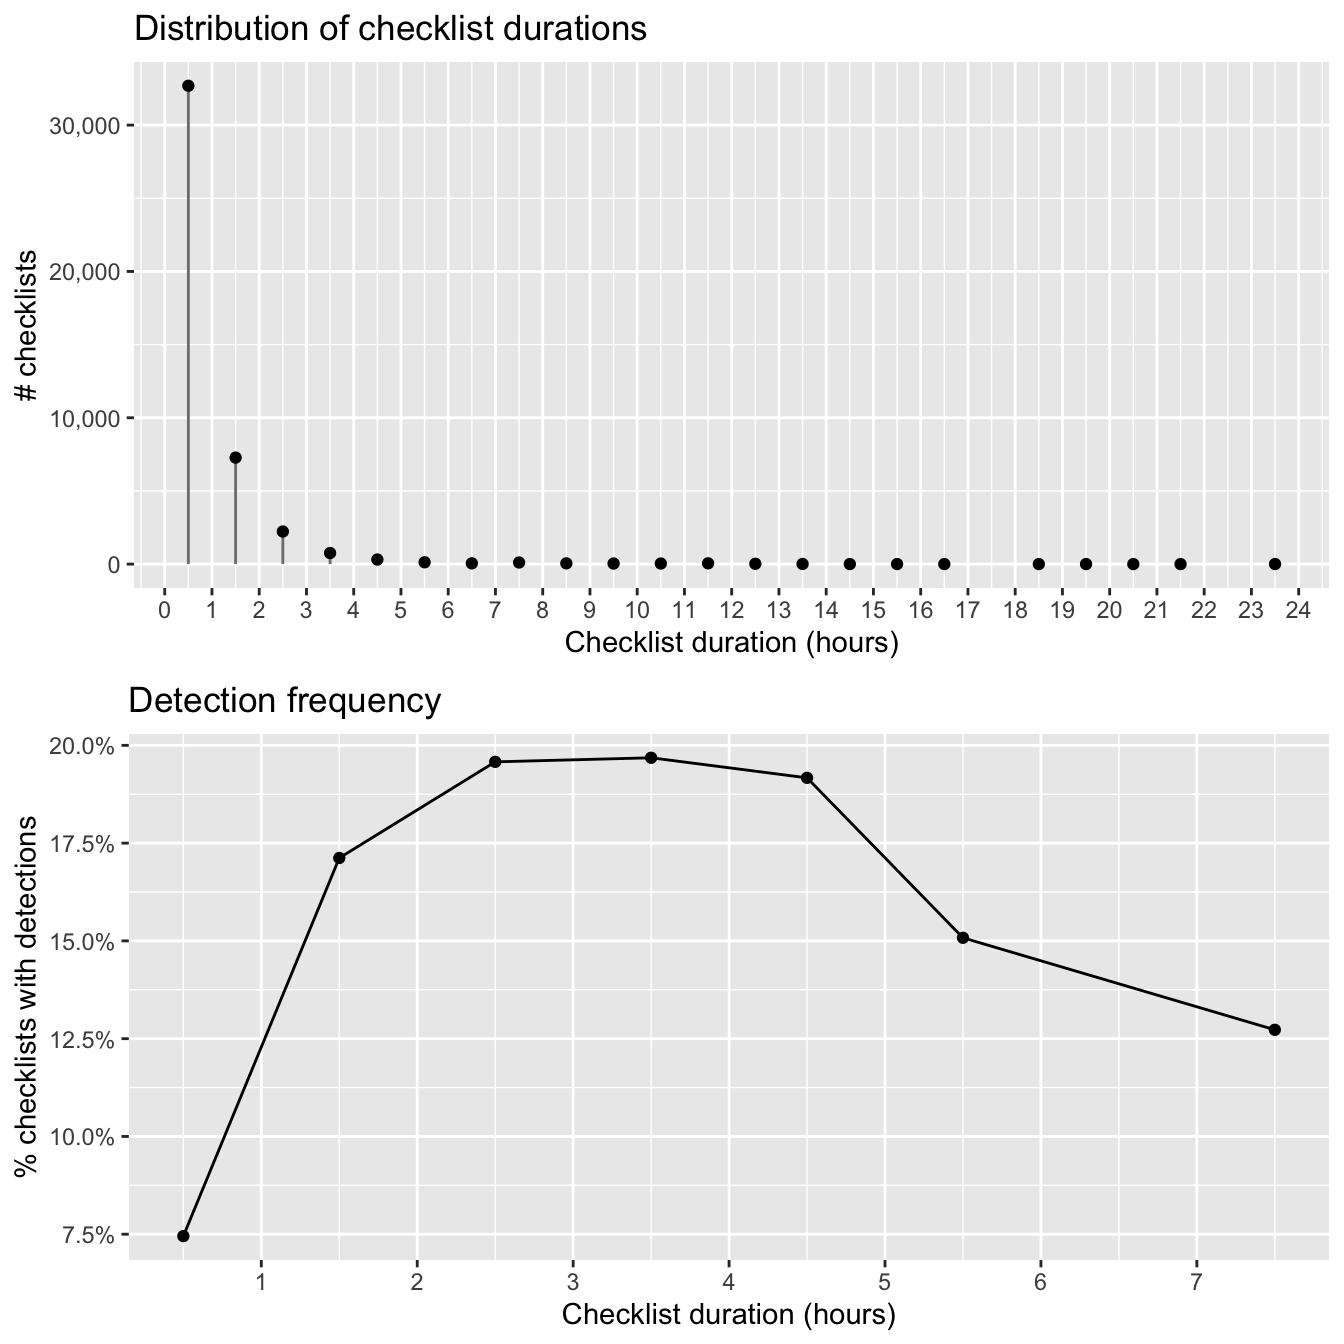 Distribution of checklist durations
30,000
20,000
10,000
0
# checklists
0 1 2 3 4 5 6 7 8 9 10 11 12 13 14 15 16 17 18 19 20 21 22 23 24
Checklist duration (hours)
Detection frequency
20.0%
17.5%
15.0%
12.5%
10.0%
7.5%
% checklists with detections
1 2 3 4 5 6 7
Checklist duration (hours)